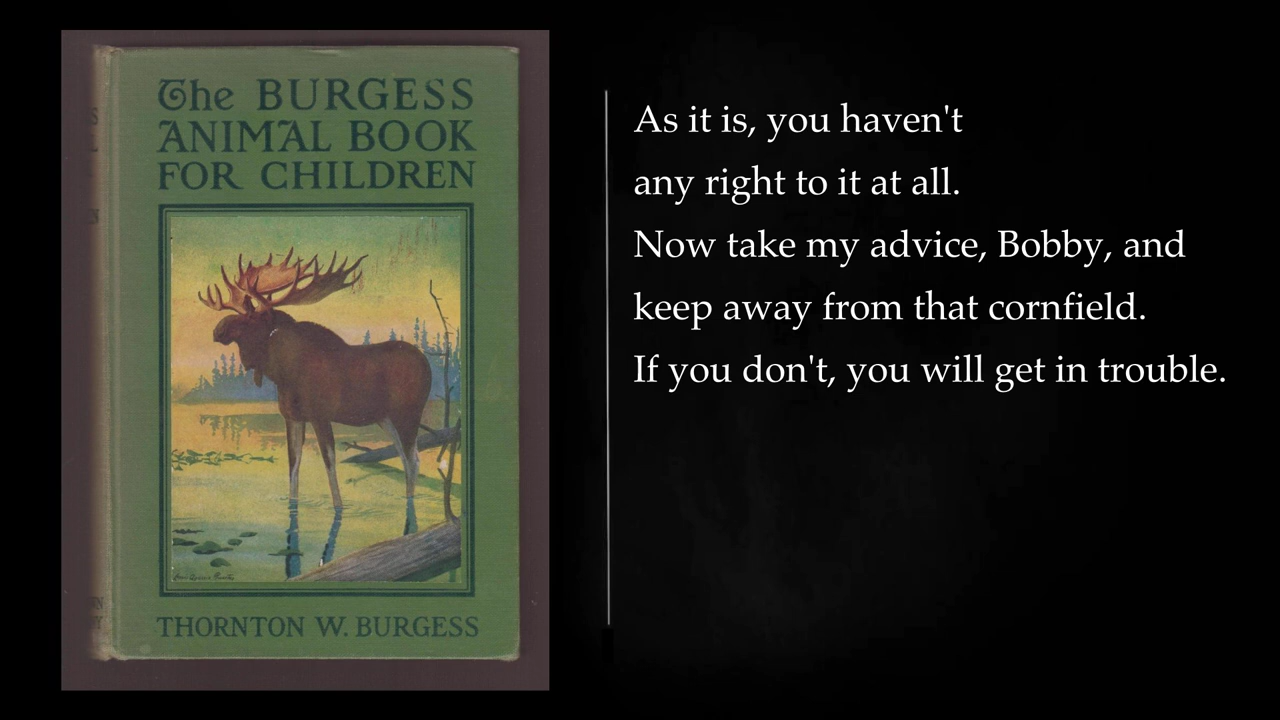 The BURGESS
ANIMAL BOOK
FOR CHILDREN
THORNTON W. BURGESS
As it is, you haven't
any right to it at all.
Now take my advice, Bobby, and
keep away from that cornfield.
If you don't, you will get in trouble.